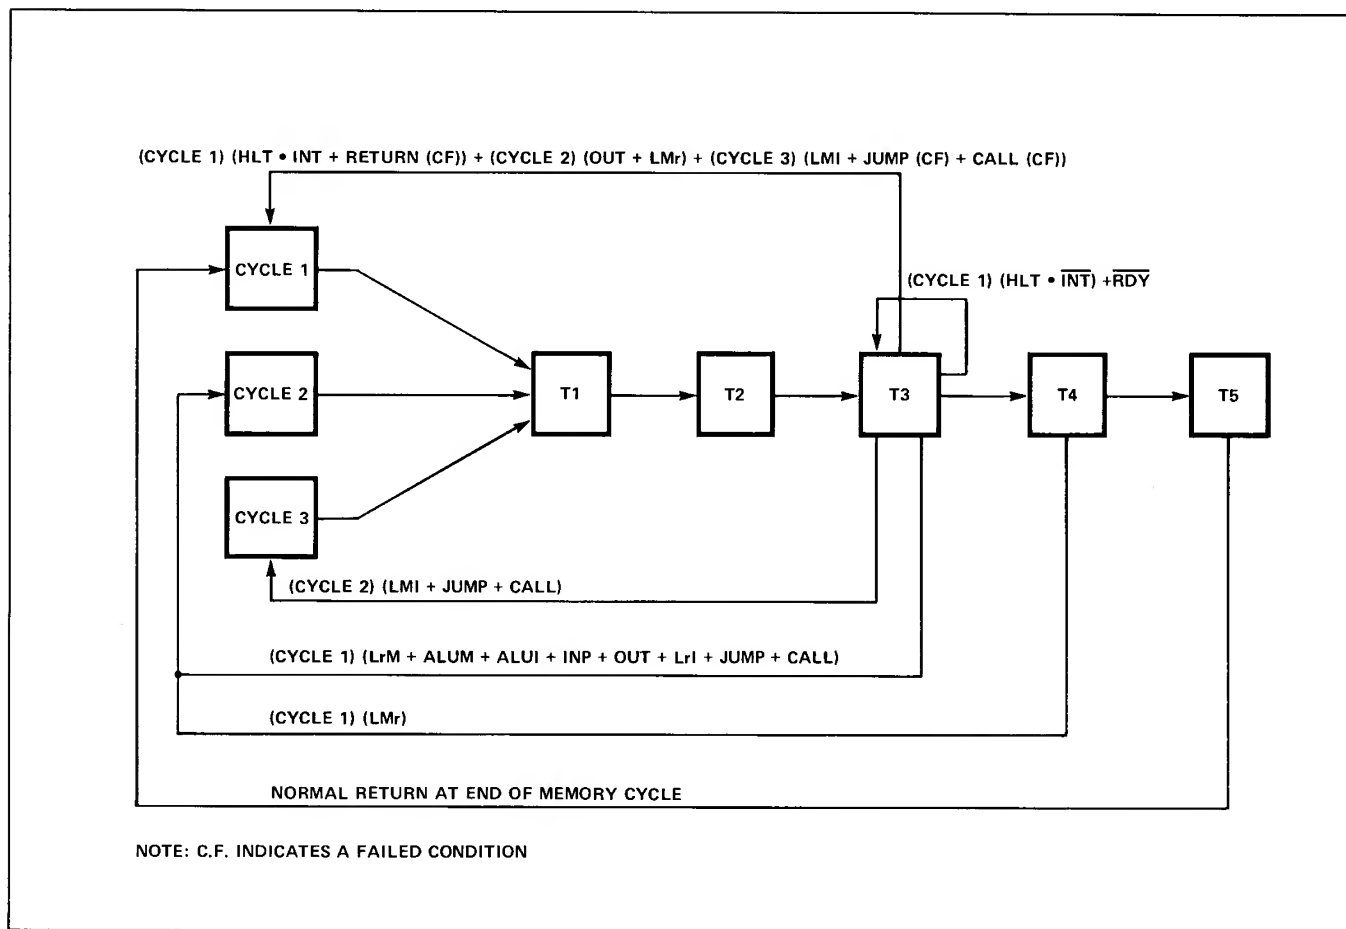 (CYCLE 1) (HLT • INT + RETURN (CF)) + (CYCLE 2) (OUT + LMr) + (CYCLE 3) (LMI + JUMP (CF) + CALL (CF))
CYCLE 1
(CYCLE 1) (HLT • I̅N̅T̅) +R̅D̅Y̅
CYCLE 2
T1
T2
T3
T4
T5
CYCLE 3
(CYCLE 2) (LMI + JUMP + CALL)
(CYCLE 1) (LrM + ALUM + ALUI + INP + OUT + LrI + JUMP + CALL)
(CYCLE 1) (LMr)
NORMAL RETURN AT END OF MEMORY CYCLE
NOTE: C.F. INDICATES A FAILED CONDITION